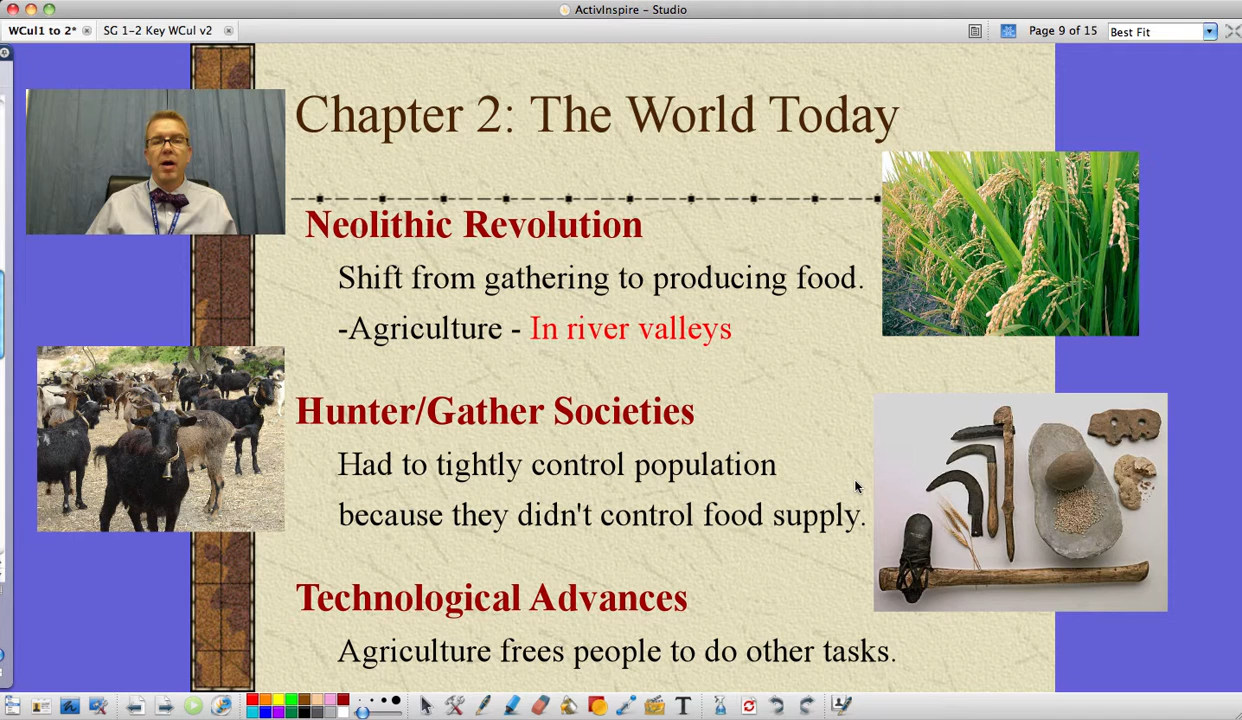 ActivInspire - Studio
WCul1 to 2*
SG 1-2 Key WCul v2
Page 9 of 15
Best Fit
Chapter 2: The World Today
Neolithic Revolution
Shift from gathering to producing food.
-Agriculture - In river valleys
Hunter/Gather Societies
Had to tightly control population
because they didn't control food supply.
Technological Advances
Agriculture frees people to do other tasks.
T